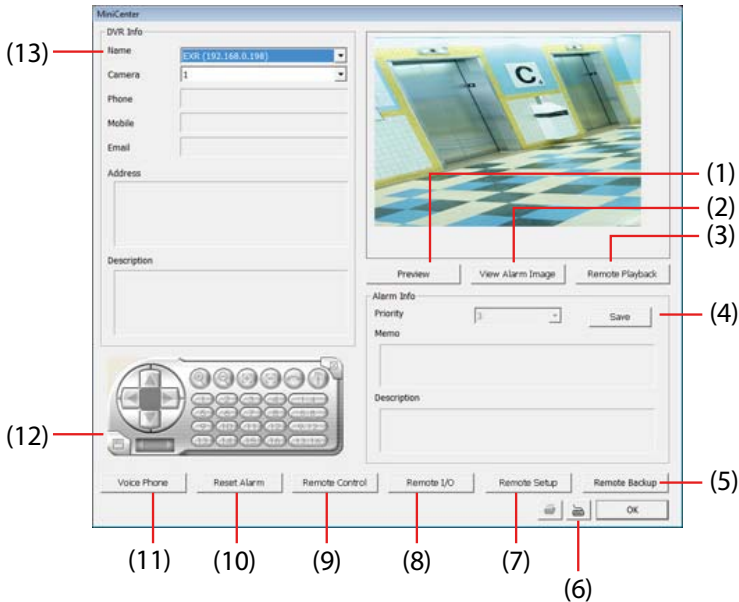 MiniCenter
DVR Info
Name
EXR (192.168.0.198)
Camera
1
Phone
Mobile
Email
Address
Description
C
Preview
View Alarm Image
Remote Playback
Alarm Info
Priority
3
Save
Memo
Description
Voice Phone
Reset Alarm
Remote Control
Remote I/O
Remote Setup
Remote Backup
OK
(1)
(2)
(3)
(4)
(5)
(6)
(7)
(8)
(9)
(10)
(11)
(12)
(13)